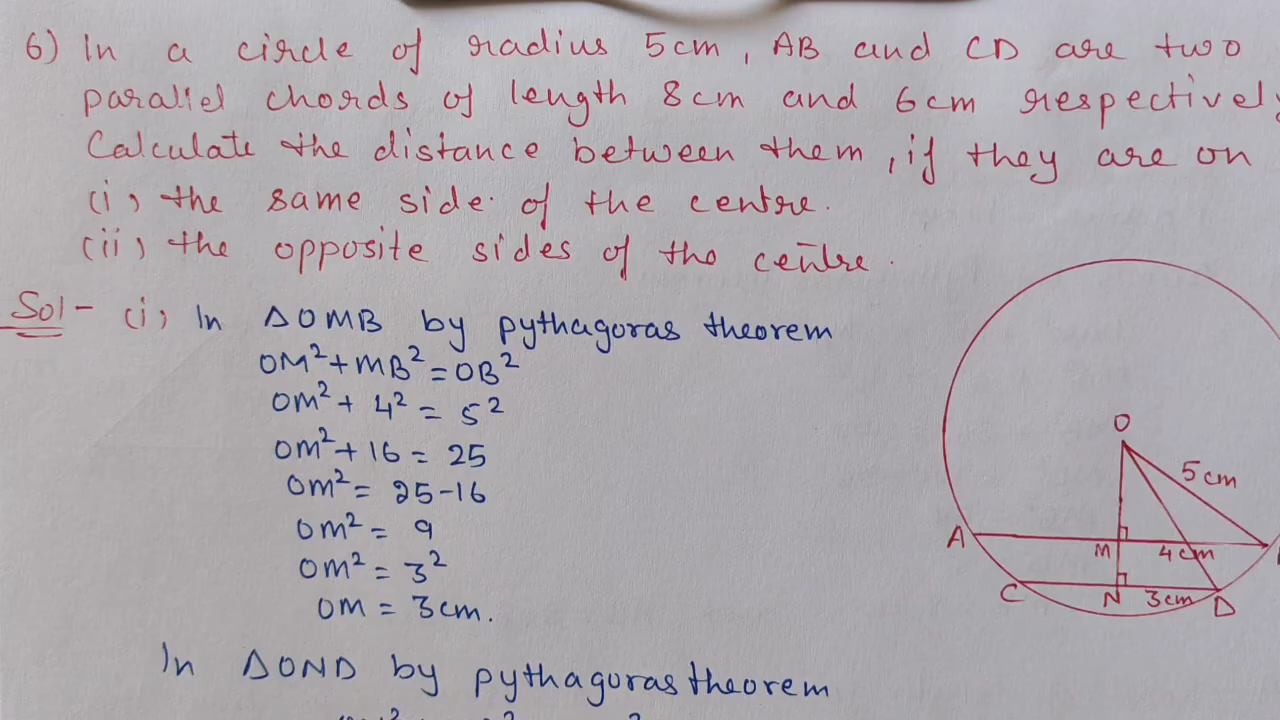 6) In a circle of radius 5cm, AB and CD are two
parallel chords of length 8cm and 6cm respectively
Calculate the distance between them, if they are on
(i) the same side of the centre.
(ii) the opposite sides of the centre.
Sol- (i) In ΔOMB by pythagoras theorem
OM²+MB²=OB²
OM²+ 4² = 5²
OM²+ 16 = 25
OM² = 25-16
OM² = 9
OM² = 3²
OM = 3cm.
In ΔOND by pythagoras theorem
O
5cm
A
M
4cm
C
N
3cm
D